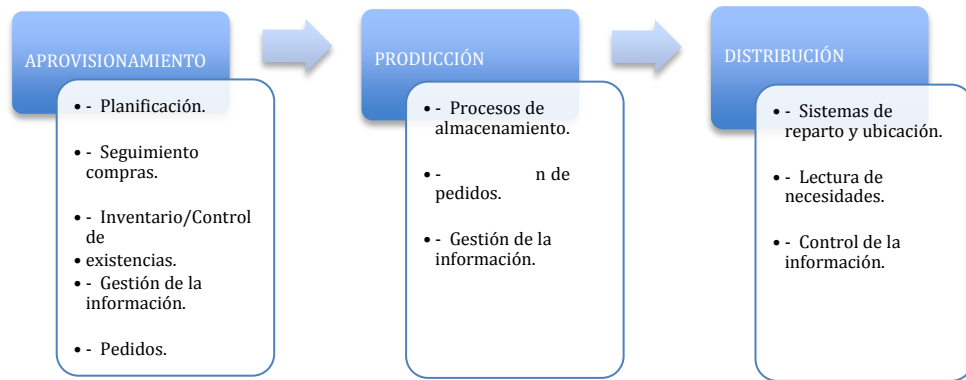 APROVISIONAMIENTO
• - Planificación.
• - Seguimiento
compras.
• - Inventario/Control
de
• existencias.
• - Gestión de la
información.
• - Pedidos.
PRODUCCIÓN
• - Procesos de
almacenamiento.
• - n de
pedidos.
• - Gestión de la
información.
DISTRIBUCIÓN
• - Sistemas de
reparto y ubicación.
• - Lectura de
necesidades.
• - Control de la
información.